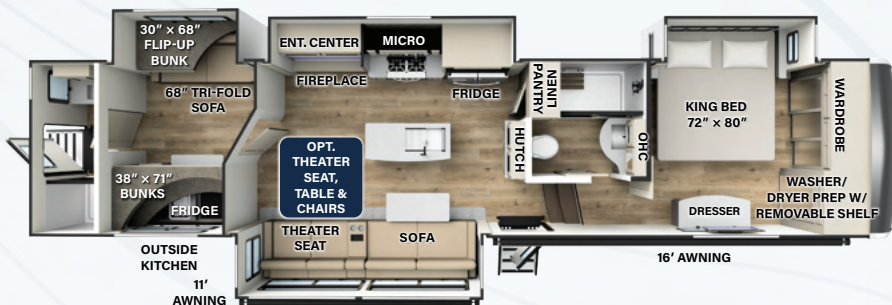 30" × 68"
FLIP-UP
BUNK
68" TRI-FOLD
SOFA
38" × 71"
BUNKS
FRIDGE
OUTSIDE
KITCHEN
11'
AWNING
ENT. CENTER
MICRO
FIREPLACE
FRIDGE
OPT.
THEATER
SEAT,
TABLE &
CHAIRS
THEATER
SEAT
SOFA
HUTCH
PANTRY
LINEN
OHC
KING BED
72" × 80"
WARDROBE
WASHER/
DRYER PREP W/
REMOVABLE SHELF
DRESSER
16' AWNING